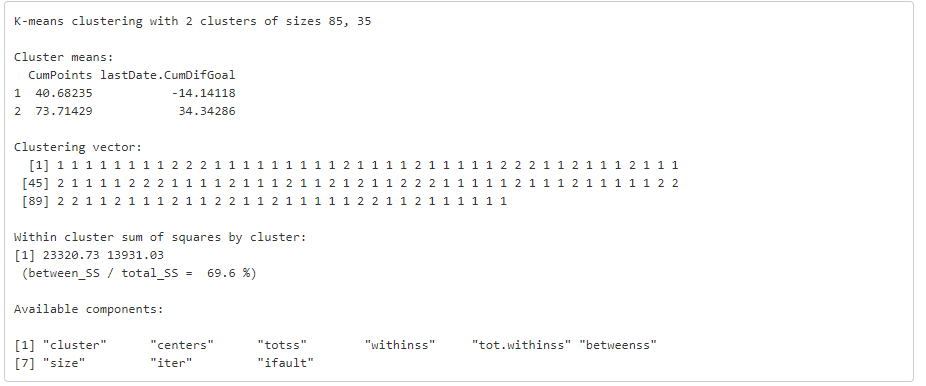 K-means clustering with 2 clusters of sizes 85, 35
Cluster means:
CumPoints lastDate.CumDifGoal
1 40.68235 -14.14118
2 73.71429 34.34286
Clustering vector:
[1] 1 1 1 1 1 1 1 1 2 2 2 1 1 1 1 1 1 1 1 1 2 1 1 1 1 2 1 1 1 1 1 2 2 2 1 1 2 1 1 1 2 1 1 1
[45] 2 1 1 1 1 2 2 2 1 1 1 1 2 1 1 1 2 1 1 2 1 2 1 1 2 2 2 1 1 1 1 1 2 1 1 1 2 1 1 1 1 1 2 2
[89] 2 2 1 1 2 1 1 1 2 1 1 2 2 1 1 2 1 1 1 1 1 2 2 1 1 2 1 1 1 1 1 1
Within cluster sum of squares by cluster:
[1] 23320.73 13931.03
(between_SS / total_SS = 69.6 %)
Available components:
[1] "cluster" "centers" "totss" "withinss" "tot.withinss" "betweenss"
[7] "size" "iter" "ifault"